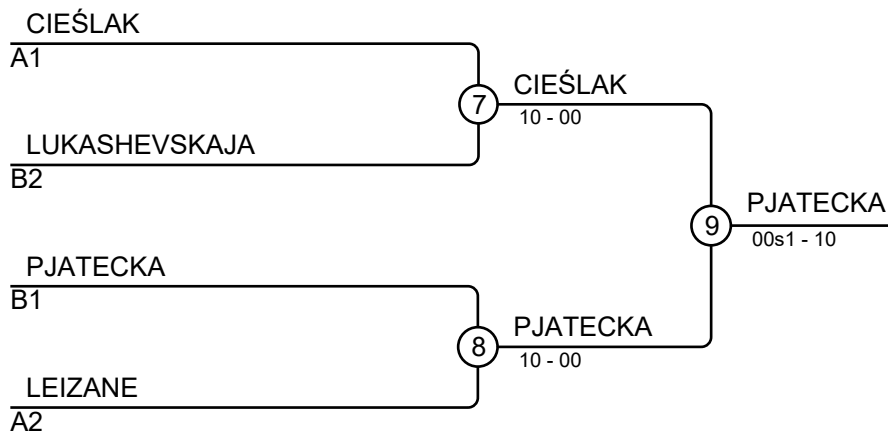 CIEŚLAK
A1
7
CIEŚLAK
10 - 00
LUKASHEVSKAJA
B2
9
PJATECKA
00s1 - 10
PJATECKA
B1
8
PJATECKA
10 - 00
LEIZANE
A2